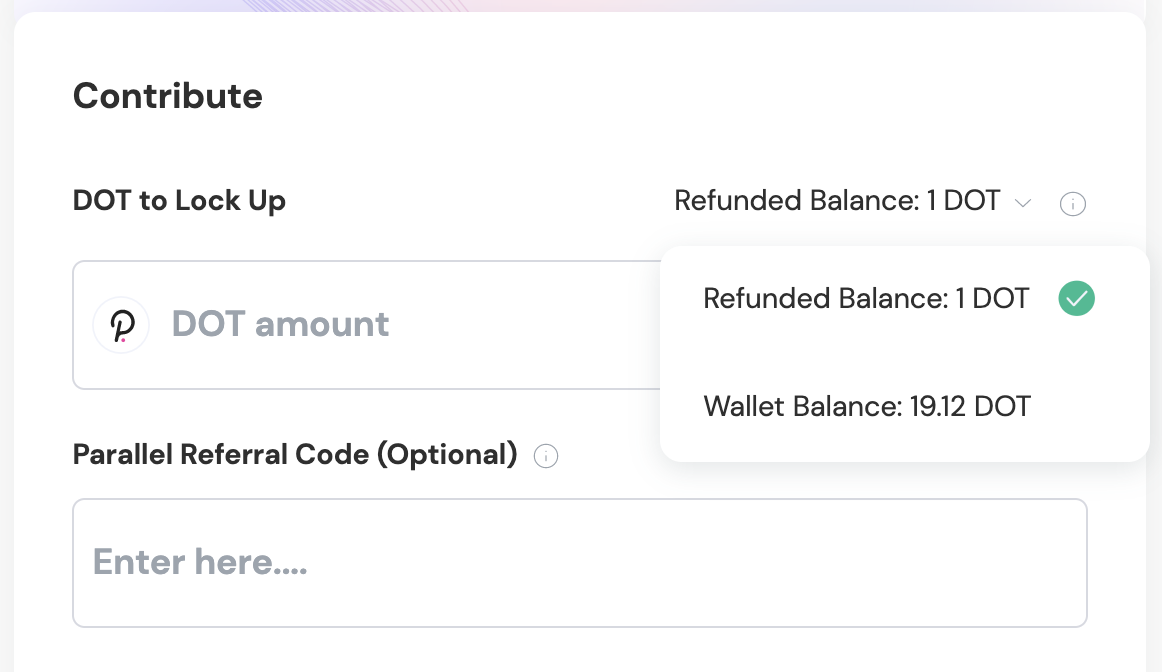 Contribute
DOT to Lock Up
Refunded Balance: 1 DOT
Refunded Balance: 1 DOT
DOT amount
Wallet Balance: 19.12 DOT
Parallel Referral Code (Optional)
Enter here....